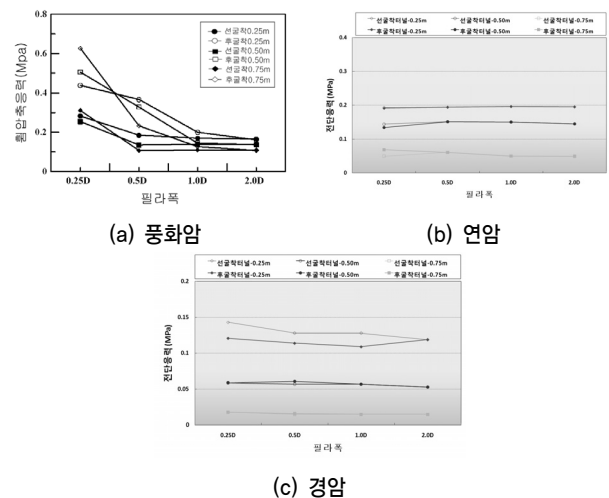 0.8
0.6
0.4
0.2
0
휨압축응력(Mpa)
선굴착0.25m
후굴착0.25m
선굴착0.50m
후굴착0.50m
선굴착0.75m
후굴착0.75m
0.25D 0.5D 1.0D 2.0D
필라폭
(a) 풍화암
선굴착터널-0.25m 선굴착터널-0.50m 선굴착터널-0.75m
후굴착터널-0.25m 후굴착터널-0.50m 후굴착터널-0.75m
0.4
0.3
0.2
0.1
0
전단응력(MPa)
0.25D 0.5D 1.0D 2.0D
필라폭
(b) 연암
선굴착터널-0.25m 선굴착터널-0.50m 선굴착터널-0.75m
후굴착터널-0.25m 후굴착터널-0.50m 후굴착터널-0.75m
0.2
0.15
0.1
0.05
0
전단응력(MPa)
0.25D 0.5D 1.0D 2.0D
필라폭
(c) 경암